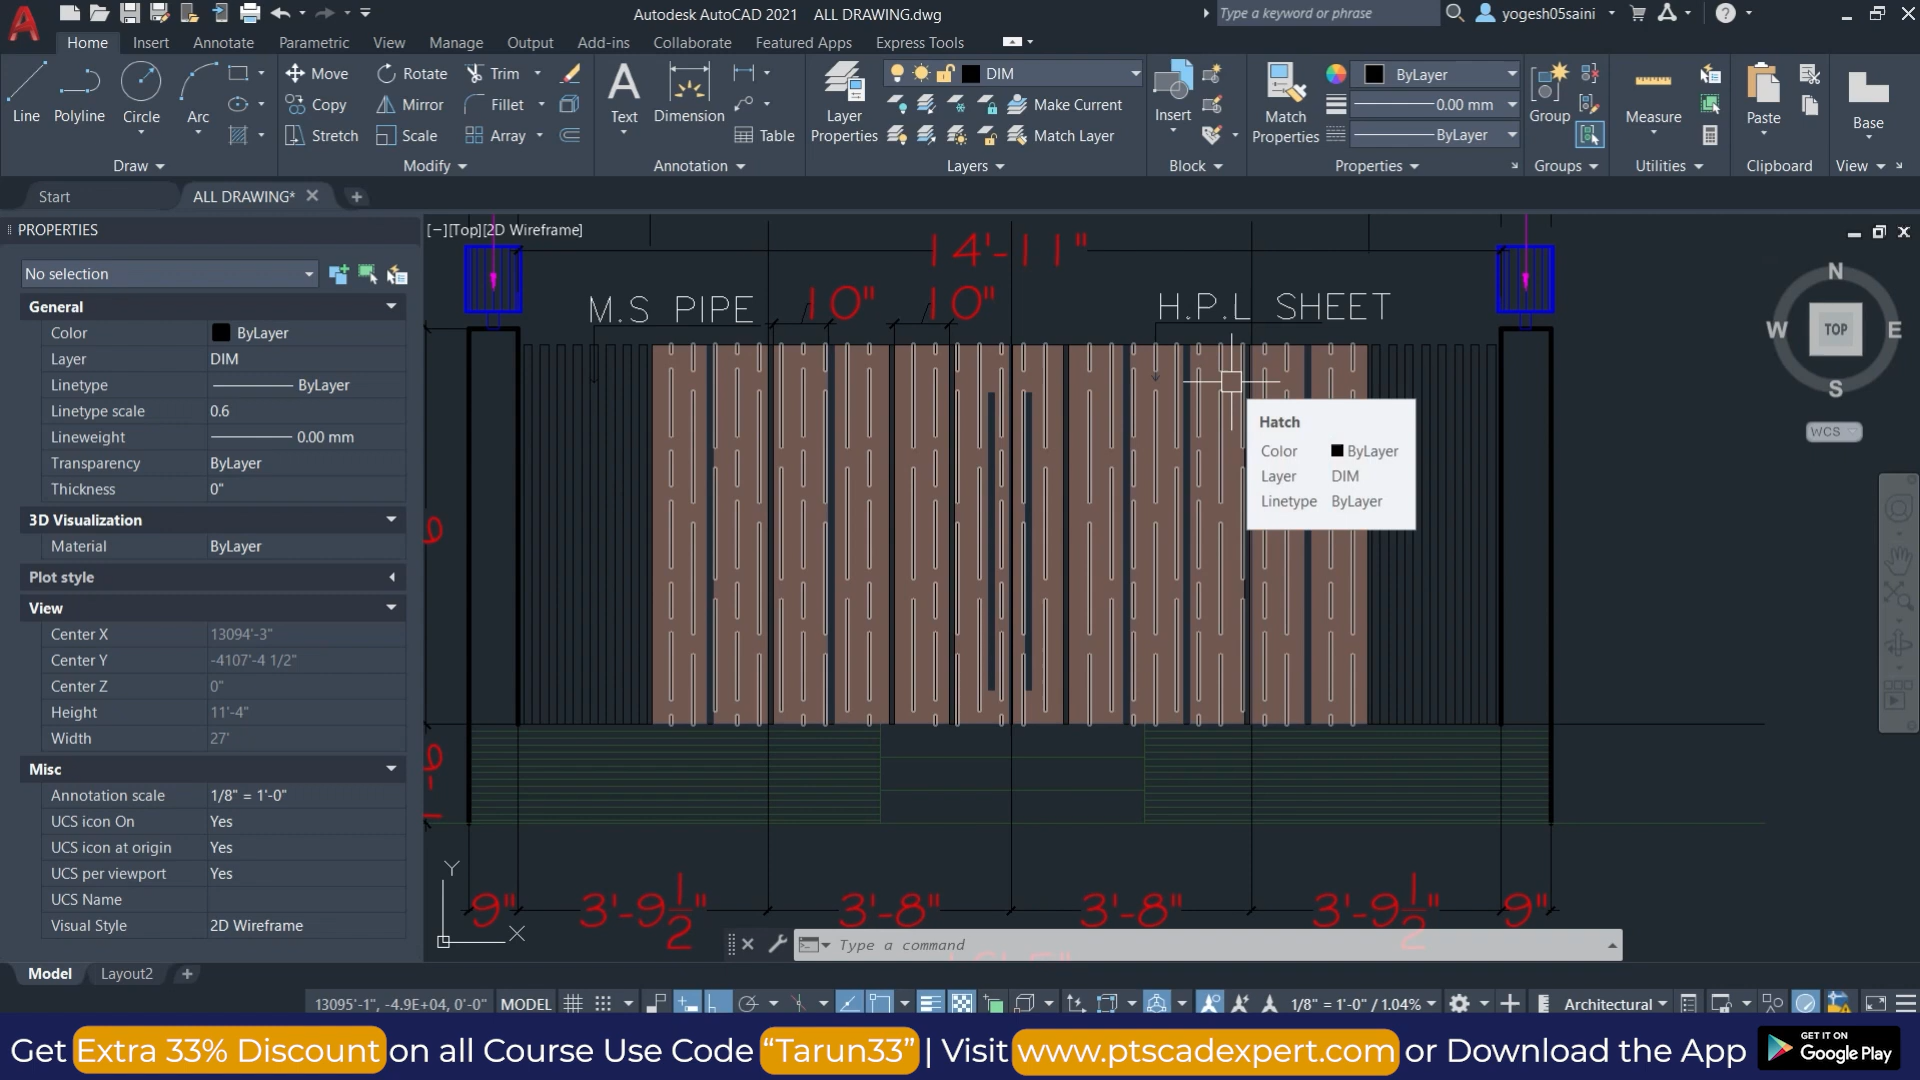 Autodesk AutoCAD 2021 ALL DRAWING.dwg
Type a keyword or phrase
yogesh05saini
Home Insert Annotate Parametric View Manage Output Add-ins Collaborate Featured Apps Express Tools
Line Polyline Circle Arc
Move Rotate Trim
Copy Mirror Fillet
Stretch Scale Array
Text Dimension
Table
Layer Properties
DIM
Make Current
Match Layer
Insert
Match Properties
ByLayer
0.00 mm
ByLayer
Group
Measure
Paste
Base
Draw Modify Annotation Layers Block Properties Groups Utilities Clipboard View
Start ALL DRAWING*
PROPERTIES
No selection
General
Color ByLayer
Layer DIM
Linetype ByLayer
Linetype scale 0.6
Lineweight 0.00 mm
Transparency ByLayer
Thickness 0"
3D Visualization
Material ByLayer
Plot style
View
Center X 13094'-3"
Center Y -4107'-4 1/2"
Center Z 0"
Height 11'-4"
Width 27'
Misc
Annotation scale 1/8" = 1'-0"
UCS icon On Yes
UCS icon at origin Yes
UCS per viewport Yes
UCS Name
Visual Style 2D Wireframe
[−][Top][2D Wireframe]
14'-11"
M.S PIPE 10" 10" H.P.L SHEET
N
W TOP E
S
WCS
Hatch
Color ByLayer
Layer DIM
Linetype ByLayer
9" 3'-9 1/2" 3'-8" 3'-8" 3'-9 1/2" 9"
Y
X
Type a command
Model Layout2
13095'-1", -4.9E+04, 0'-0" MODEL 1/8" = 1'-0" / 1.04% Architectural
Get Extra 33% Discount on all Course Use Code “Tarun33” | Visit www.ptscadexpert.com or Download the App
GET IT ON
Google Play